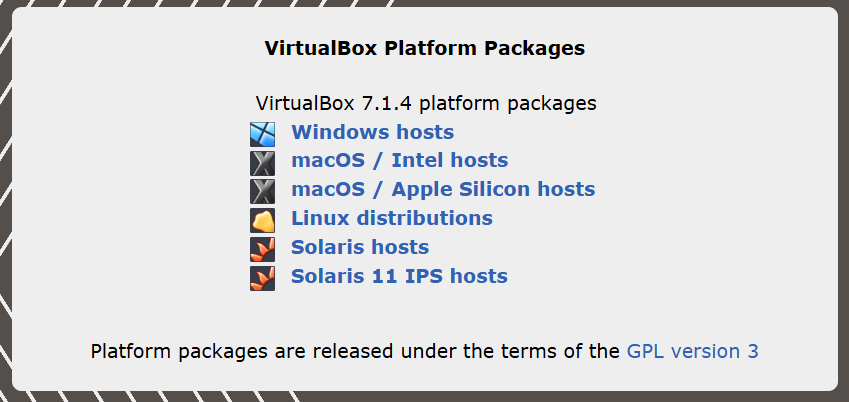 VirtualBox Platform Packages
VirtualBox 7.1.4 platform packages
Windows hosts
macOS / Intel hosts
macOS / Apple Silicon hosts
Linux distributions
Solaris hosts
Solaris 11 IPS hosts
Platform packages are released under the terms of the GPL version 3